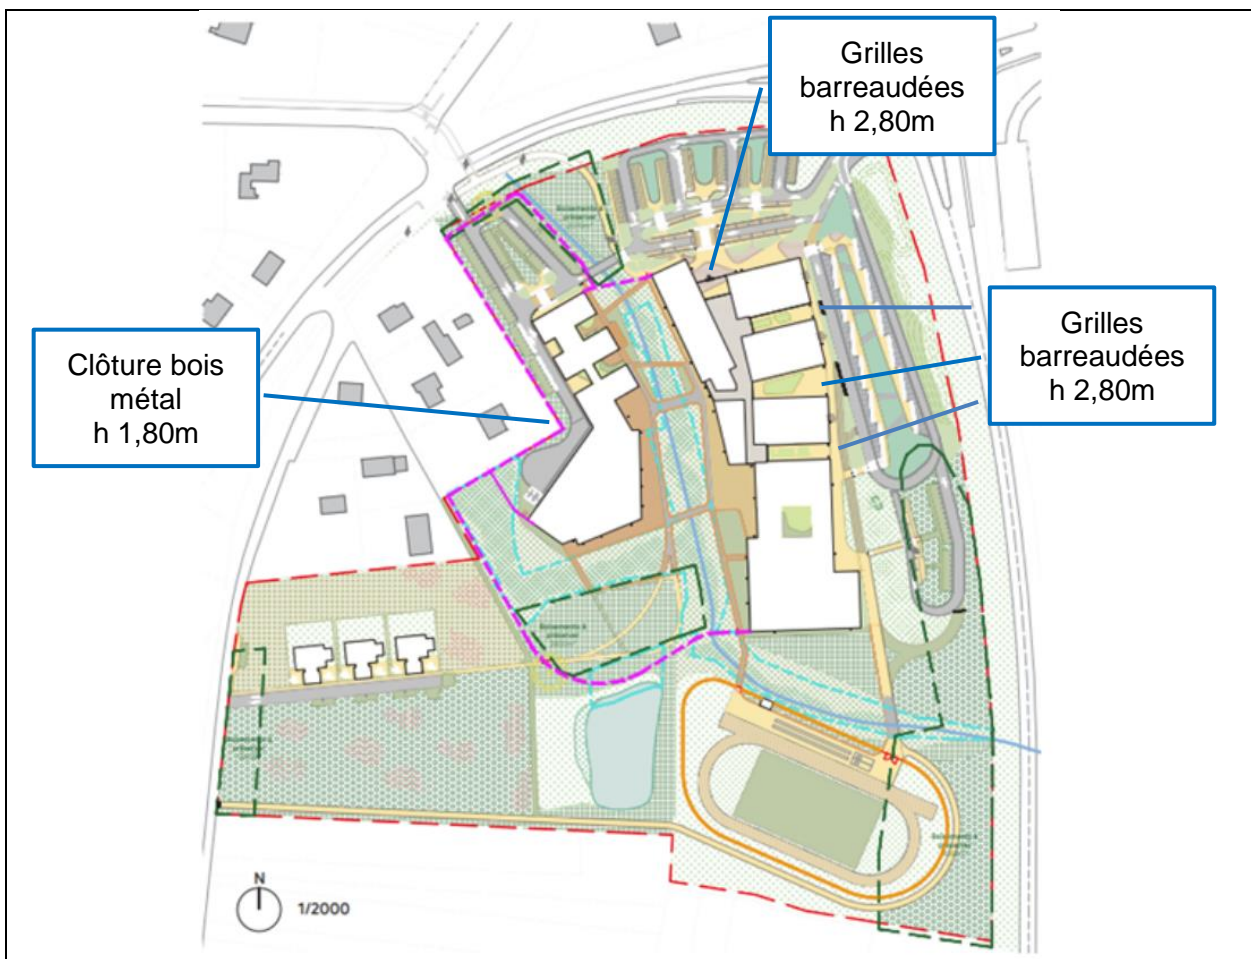 Grilles
barreaudées
h 2,80m
Grilles
barreaudées
h 2,80m
Clôture bois
métal
h 1,80m
N
1/2000